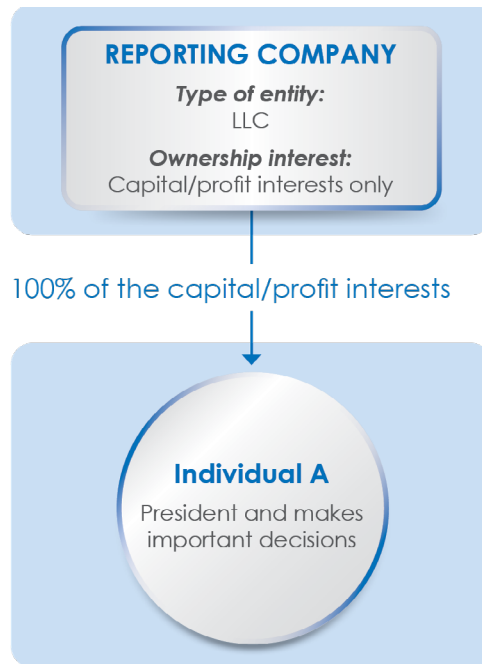 REPORTING COMPANY
Type of entity:
LLC
Ownership interest:
Capital/profit interests only
100% of the capital/profit interests
Individual A
President and makes
important decisions